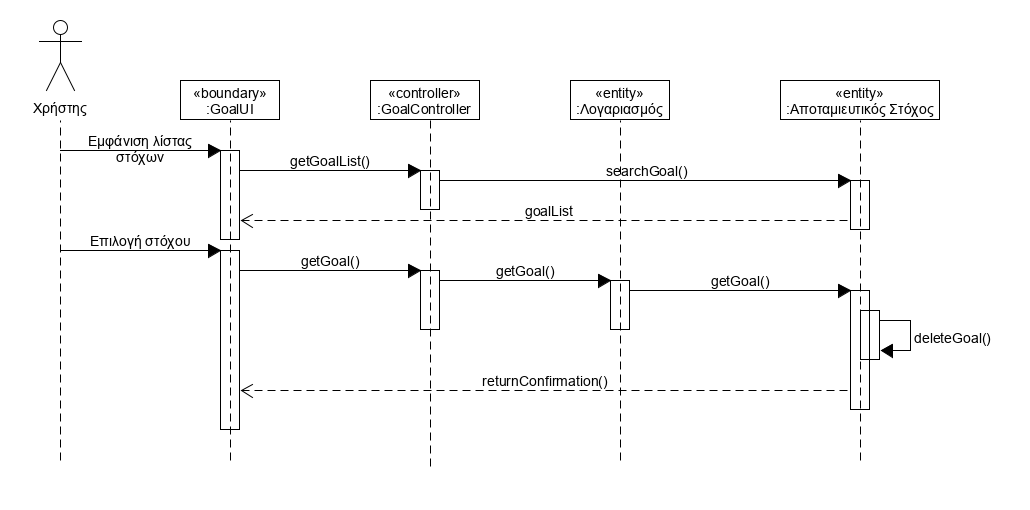 Χρήστης
«boundary»
:GoalUI
«controller»
:GoalController
«entity»
:Λογαριασμός
«entity»
:Αποταμιευτικός Στόχος
Εμφάνιση λίστας
στόχων
getGoalList()
searchGoal()
goalList
Επιλογή στόχου
getGoal()
getGoal()
getGoal()
deleteGoal()
returnConfirmation()